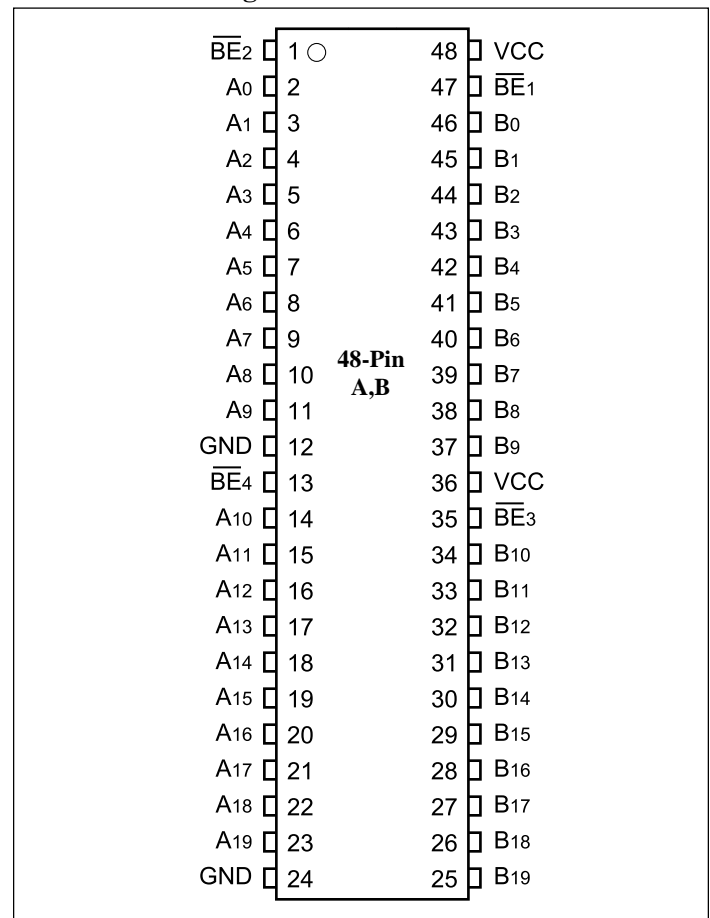 B̅E̅2 1 48 VCC
A0 2 47 B̅E̅1
A1 3 46 B0
A2 4 45 B1
A3 5 44 B2
A4 6 43 B3
A5 7 42 B4
A6 8 41 B5
A7 9 40 B6
48-Pin
A8 10 39 B7
A,B
A9 11 38 B8
GND 12 37 B9
B̅E̅4 13 36 VCC
A10 14 35 B̅E̅3
A11 15 34 B10
A12 16 33 B11
A13 17 32 B12
A14 18 31 B13
A15 19 30 B14
A16 20 29 B15
A17 21 28 B16
A18 22 27 B17
A19 23 26 B18
GND 24 25 B19